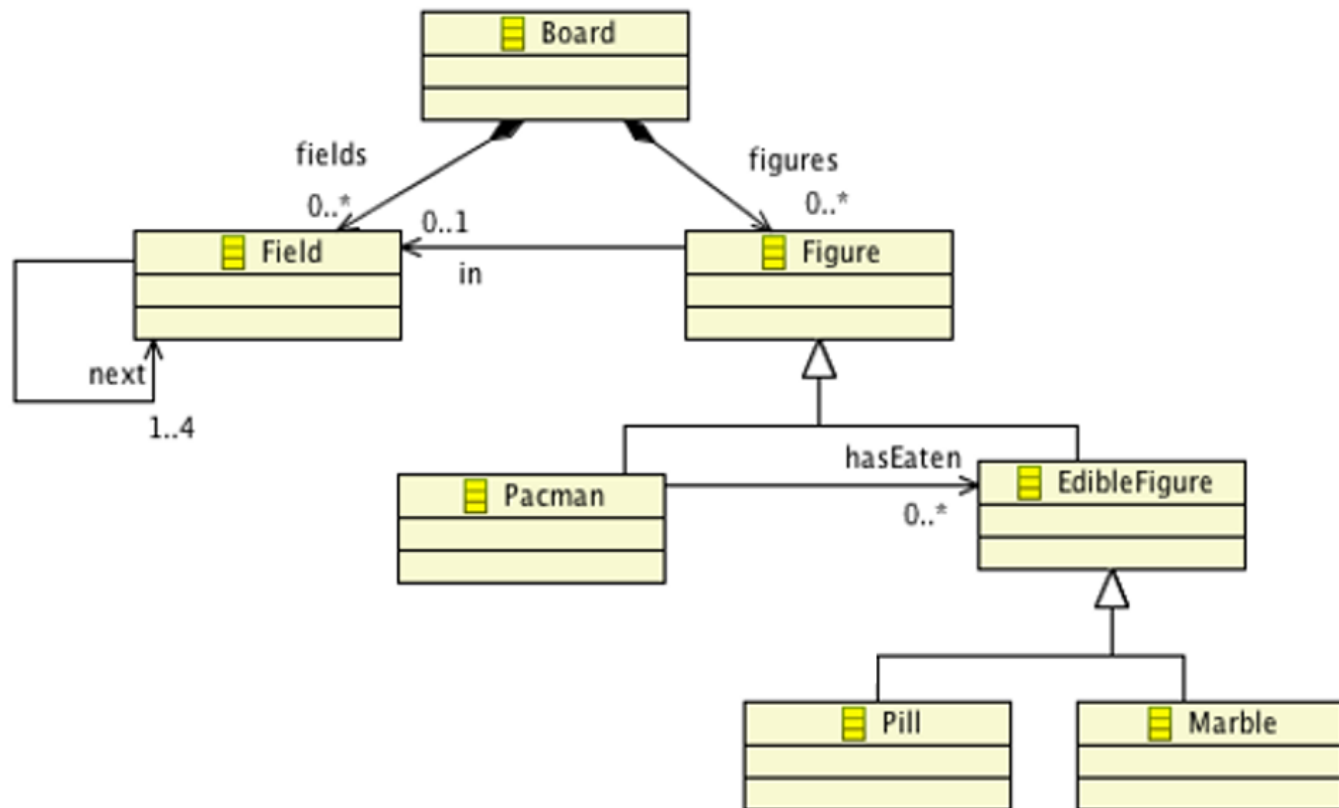 Board
fields
figures
0..*
0..*
0..1
Field
Figure
in
next
1..4
hasEaten
Pacman
EdibleFigure
0..*
Pill
Marble